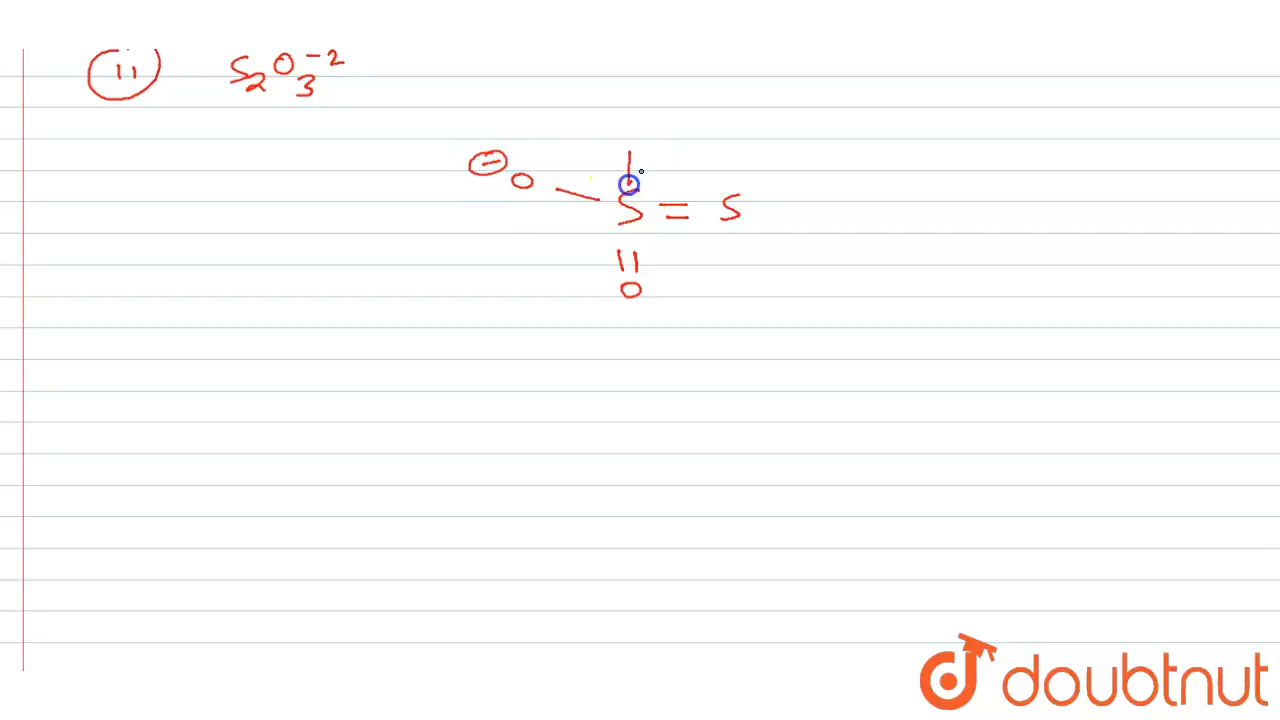 11 S2O3-2
⊖
O S = S
O
doubtnut